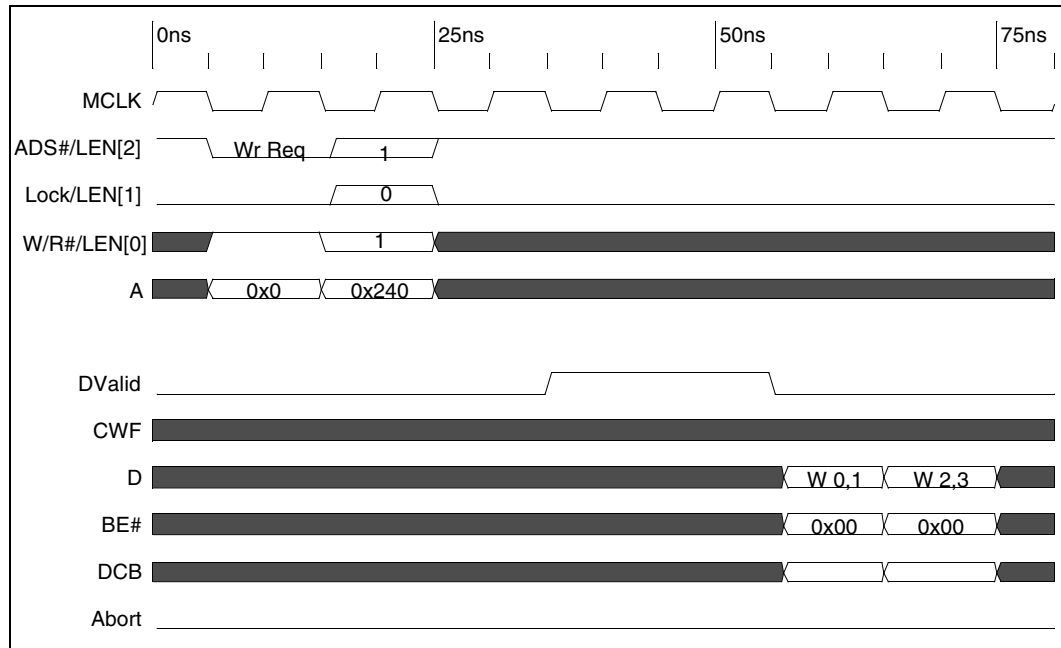 0ns 25ns 50ns 75ns
MCLK
ADS#/LEN[2] Wr Req 1
Lock/LEN[1] 0
W/R#/LEN[0] 1
A 0x0 0x240
DValid
CWF
D W 0,1 W 2,3
BE# 0x00 0x00
DCB
Abort